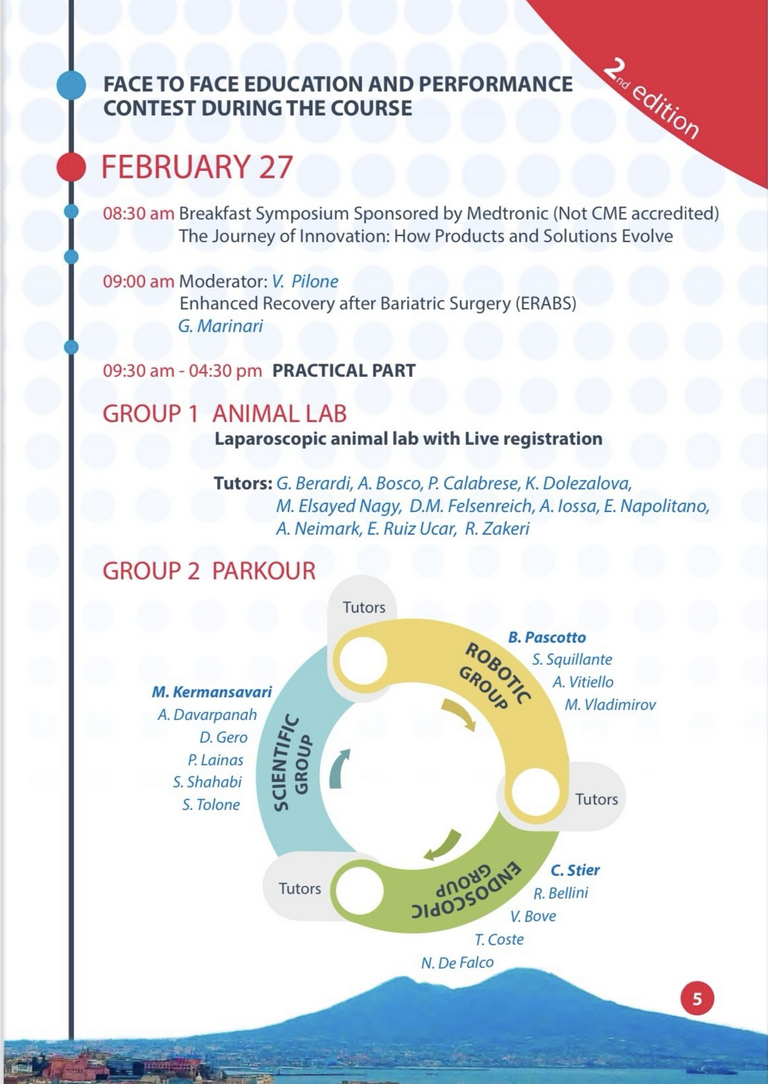 2nd edition
FACE TO FACE EDUCATION AND PERFORMANCE
CONTEST DURING THE COURSE
FEBRUARY 27
08:30 am Breakfast Symposium Sponsored by Medtronic (Not CME accredited)
The Journey of Innovation: How Products and Solutions Evolve
09:00 am Moderator: V. Pilone
Enhanced Recovery after Bariatric Surgery (ERABS)
G. Marinari
09:30 am - 04:30 pm PRACTICAL PART
GROUP 1 ANIMAL LAB
Laparoscopic animal lab with Live registration
Tutors: G. Berardi, A. Bosco, P. Calabrese, K. Dolezalova,
M. Elsayed Nagy, D.M. Felsenreich, A. Iossa, E. Napolitano,
A. Neimark, E. Ruiz Ucar, R. Zakeri
GROUP 2 PARKOUR
Tutors
ROBOTIC
GROUP
B. Pascotto
S. Squillante
A. Vitiello
M. Vladimirov
M. Kermansavari
A. Davarpanah
D. Gero
P. Lainas
S. Shahabi
S. Tolone
SCIENTIFIC
GROUP
Tutors
Tutors
ENDOSCOPIC
GROUP
C. Stier
R. Bellini
V. Bove
T. Coste
N. De Falco
5